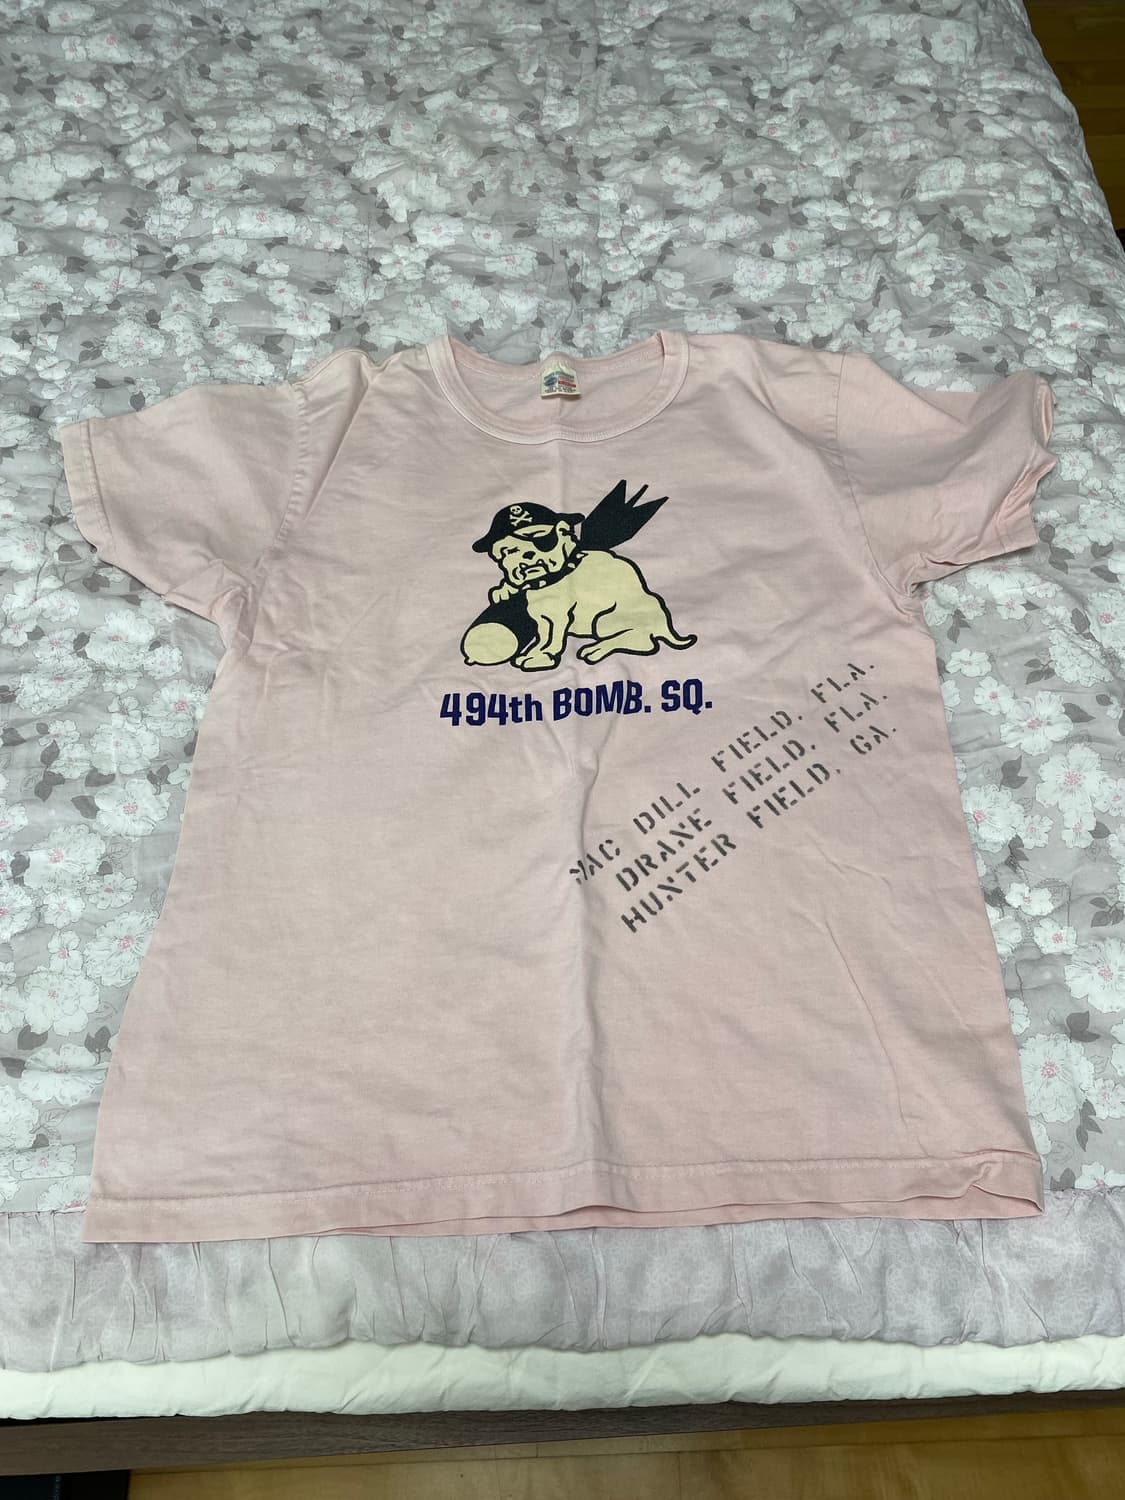 494th BOMB. SQ.
MAC DILL FIELD. FLA.
DRANE FIELD. FLA.
HUNTER FIELD, GA.